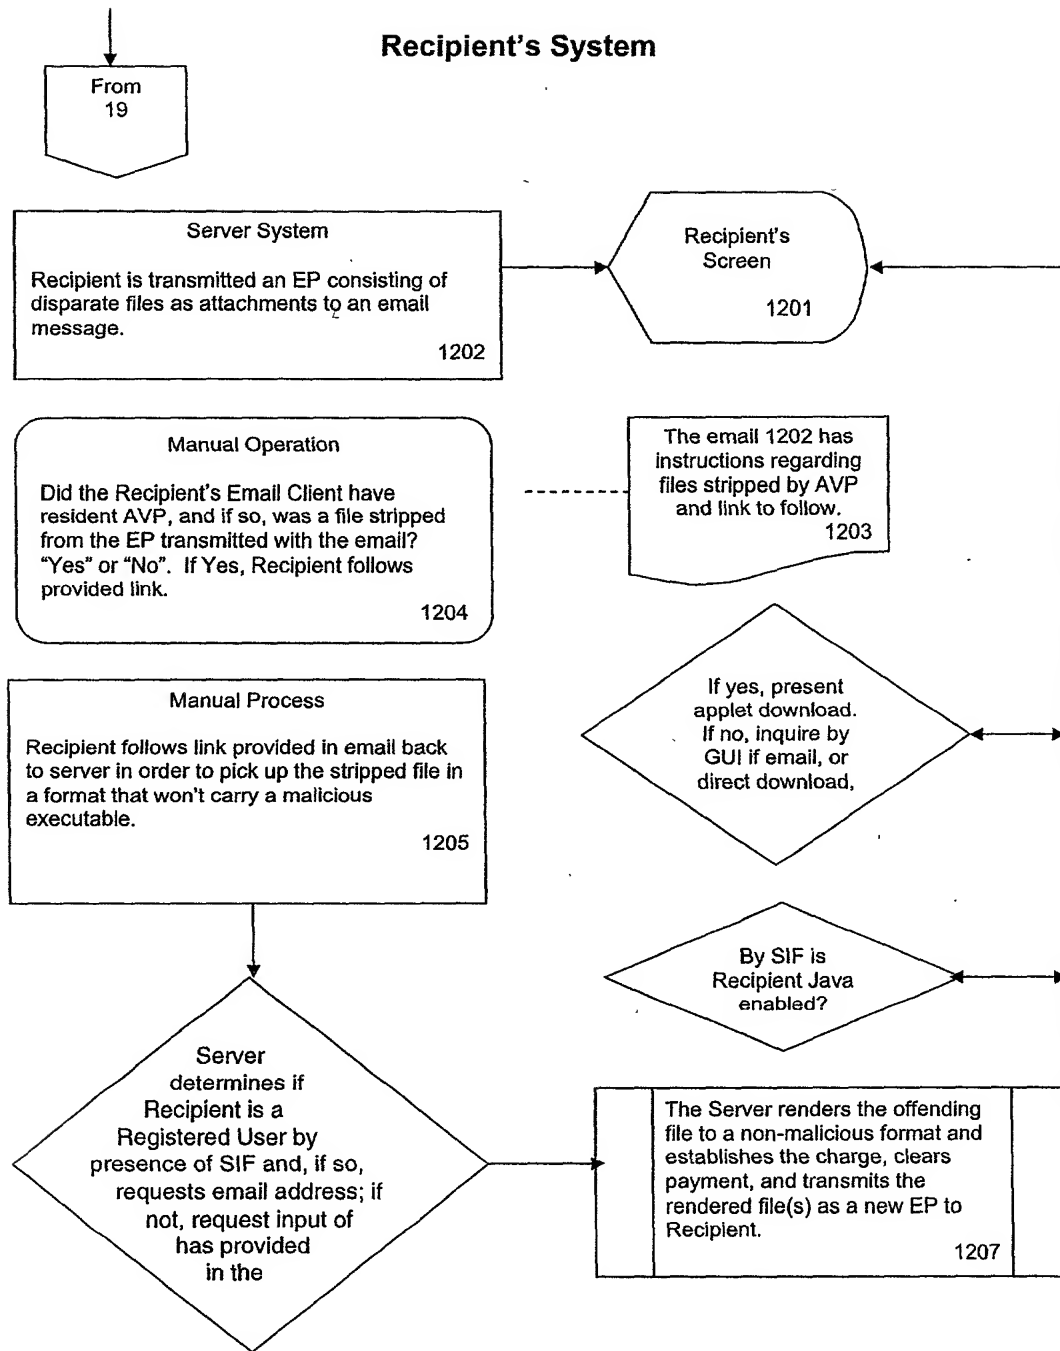 Recipient's System
From
19
Server System
Recipient is transmitted an EP consisting of
disparate files as attachments to an email
message.
1202
Recipient's
Screen
1201
Manual Operation
Did the Recipient's Email Client have
resident AVP, and if so, was a file stripped
from the EP transmitted with the email?
"Yes" or "No".  If Yes, Recipient follows
provided link.
1204
The email 1202 has
instructions regarding
files stripped by AVP
and link to follow.
1203
Manual Process
Recipient follows link provided in email back
to server in order to pick up the stripped file in
a format that won't carry a malicious
executable.
1205
If yes, present
applet download.
If no, inquire by
GUI if email, or
direct download,
By SIF is
Recipient Java
enabled?
Server
determines if
Recipient is a
Registered User by
presence of SIF and, if so,
requests email address; if
not, request input of
has provided
in the
The Server renders the offending
file to a non-malicious format and
establishes the charge, clears
payment, and transmits the
rendered file(s) as a new EP to
Recipient.
1207